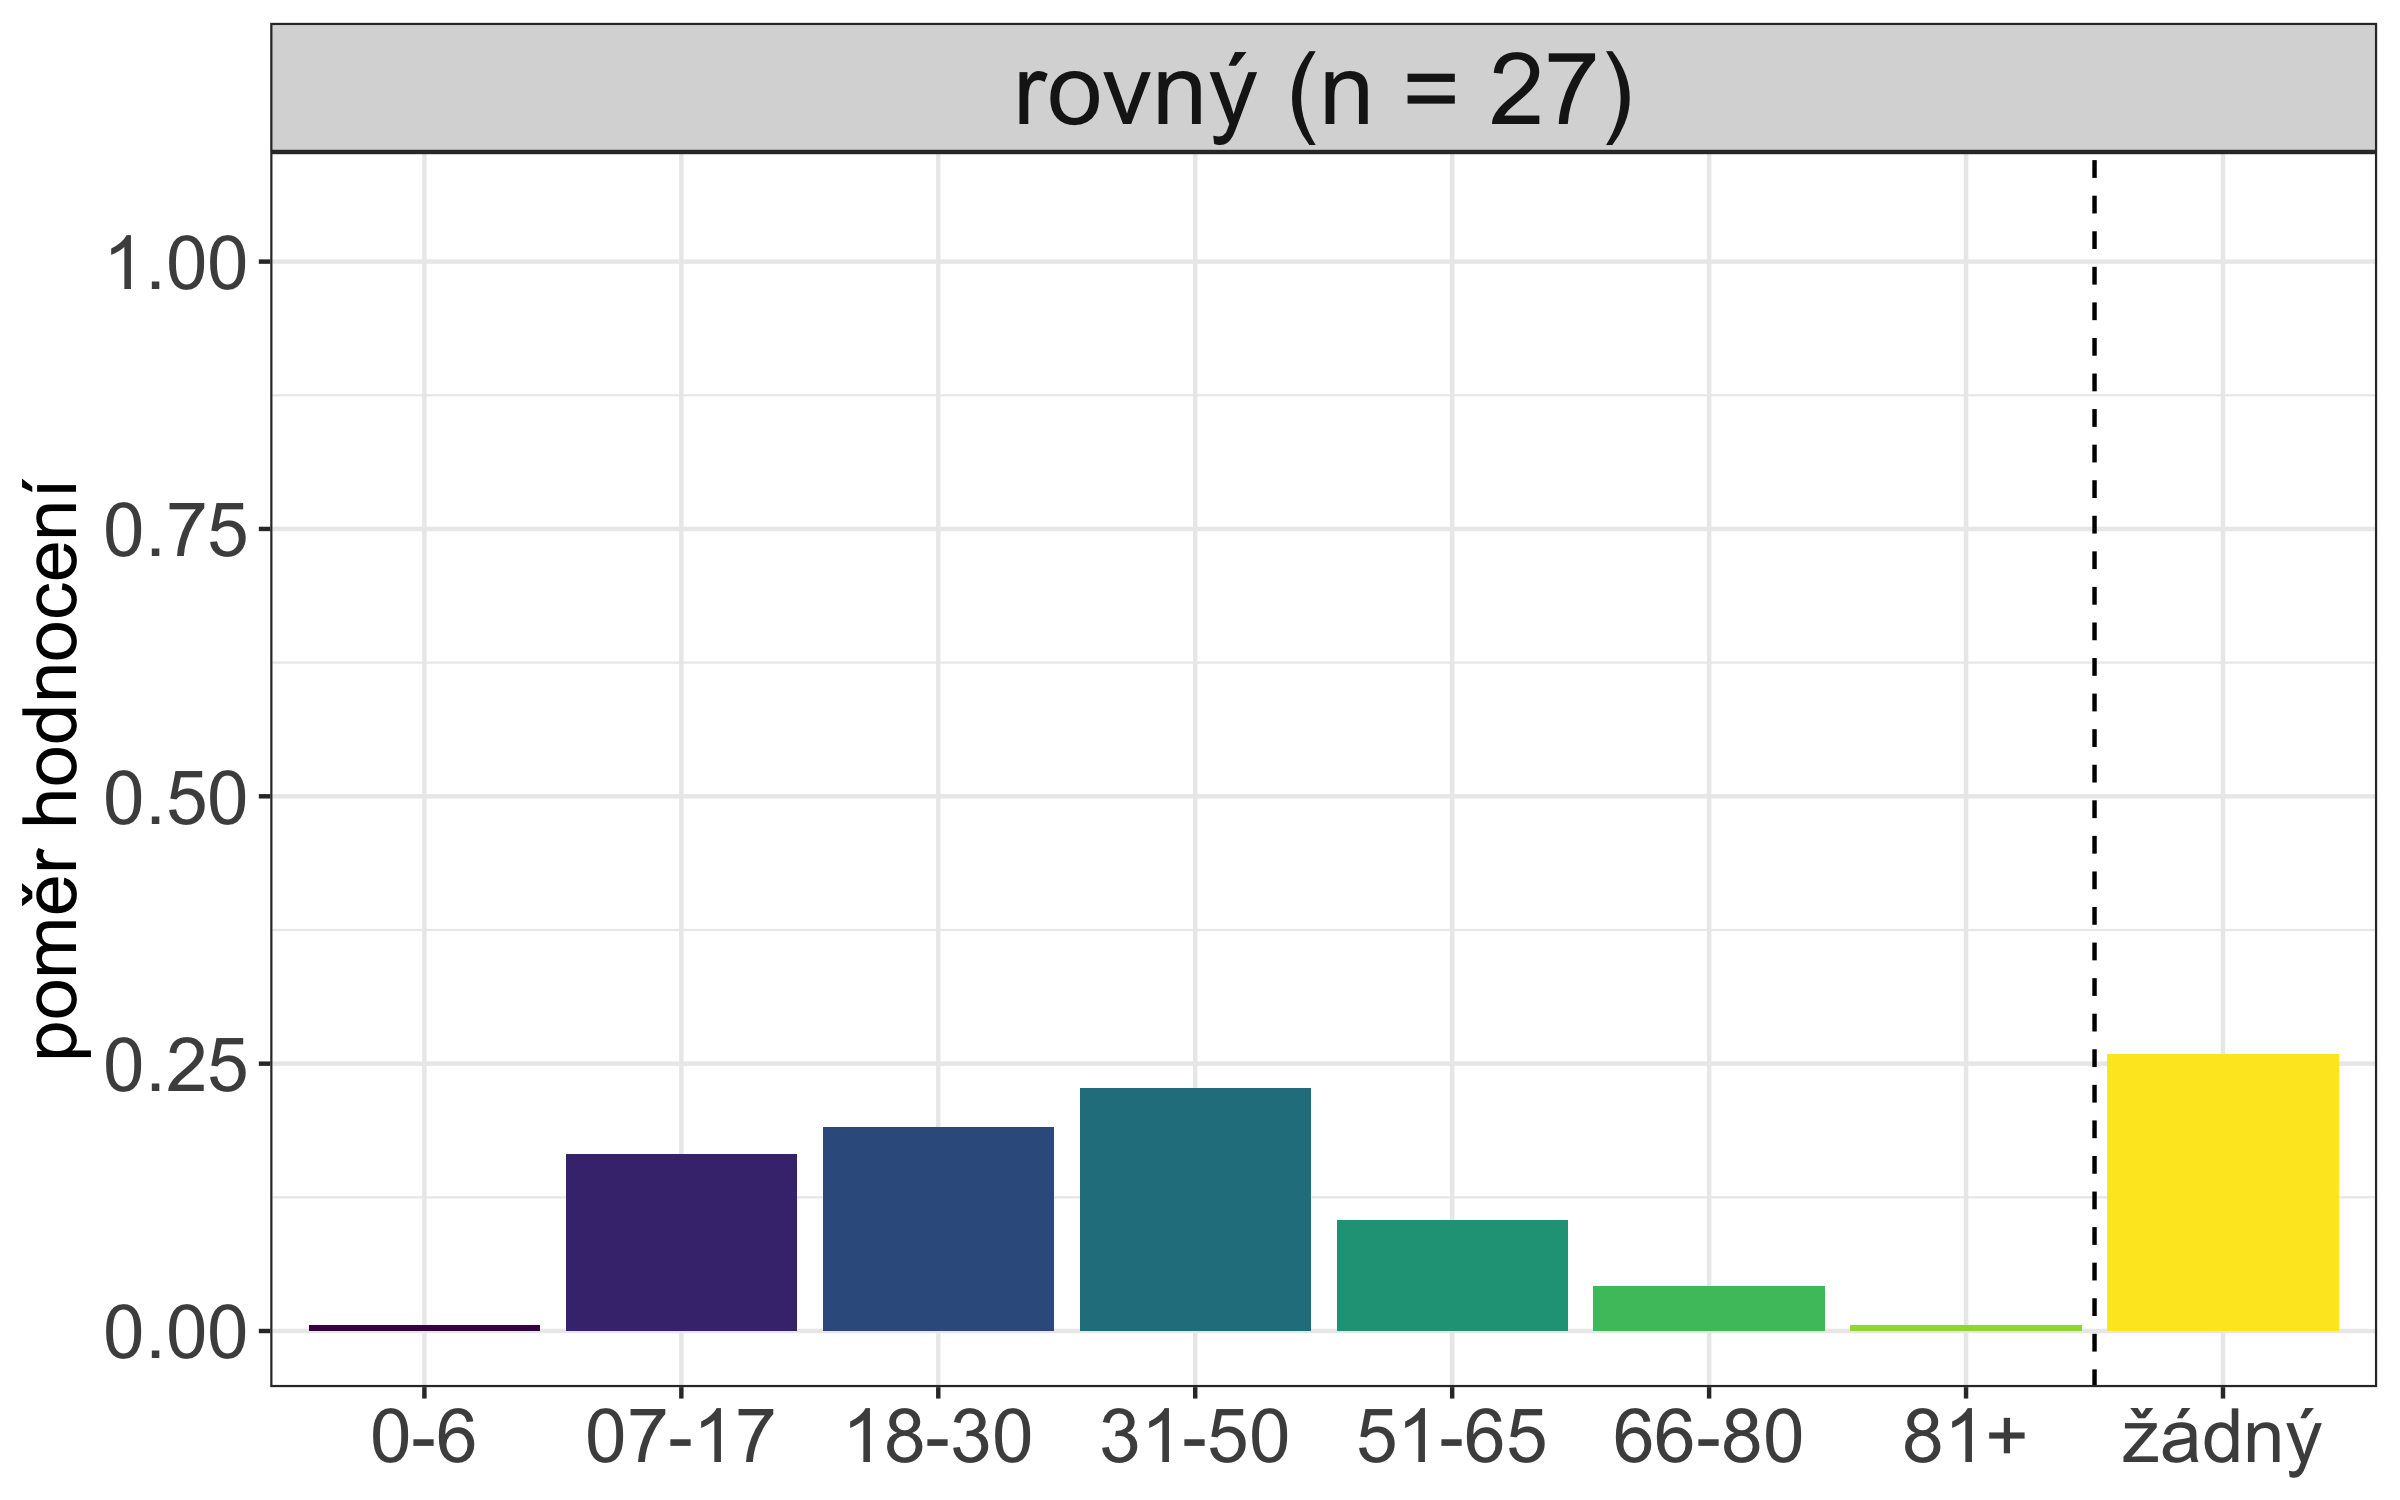 rovný (n = 27)
poměr hodnocení
1.00
0.75
0.50
0.25
0.00
0-6 07-17 18-30 31-50 51-65 66-80 81+ žádný